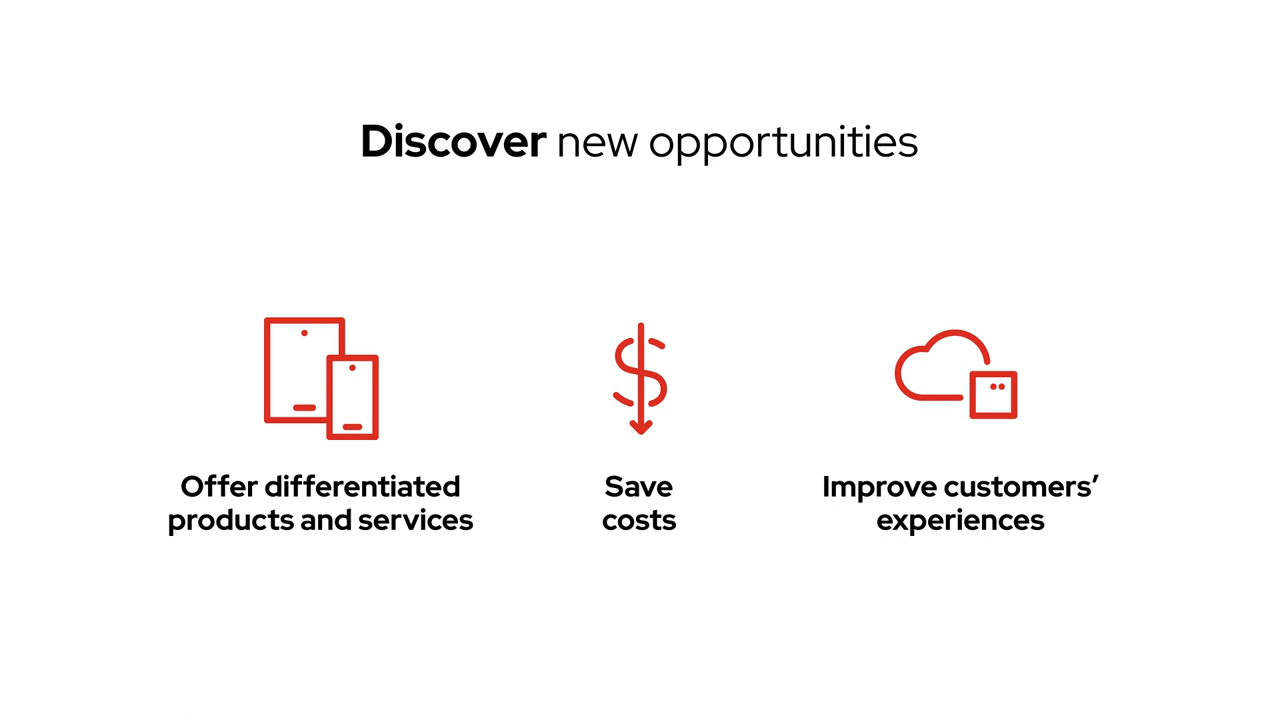 Discover new opportunities
Offer differentiated
products and services
Save
costs
Improve customers’
experiences